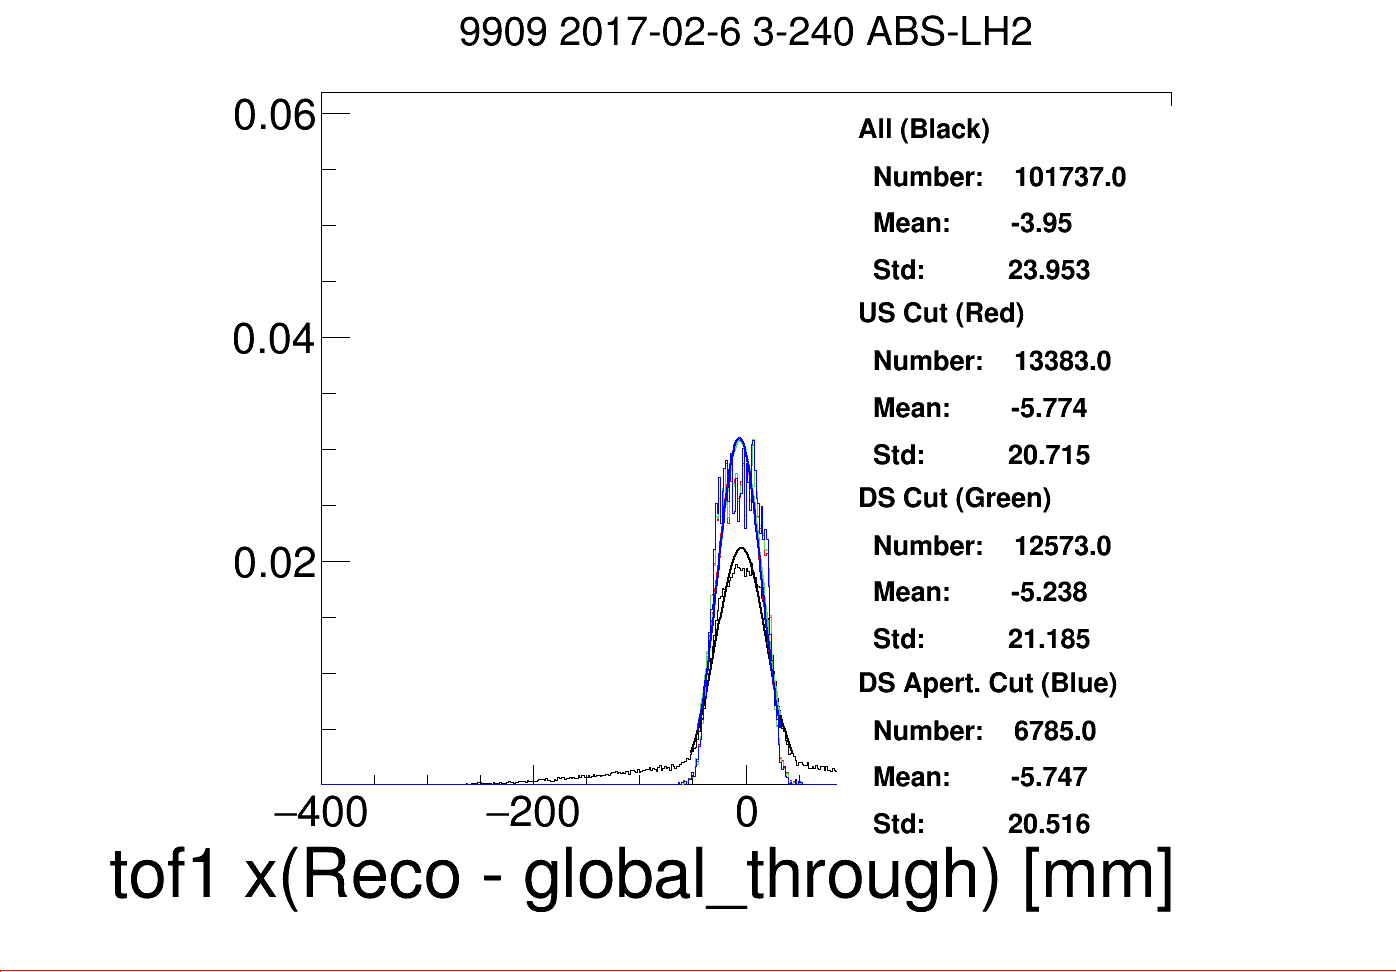 9909 2017-02-6 3-240 ABS-LH2
0.06
0.04
0.02
All (Black)
Number: 101737.0
Mean: -3.95
Std: 23.953
US Cut (Red)
Number: 13383.0
Mean: -5.774
Std: 20.715
DS Cut (Green)
Number: 12573.0
Mean: -5.238
Std: 21.185
DS Apert. Cut (Blue)
Number: 6785.0
Mean: -5.747
Std: 20.516
−400 −200 0
tof1 x(Reco - global_through) [mm]